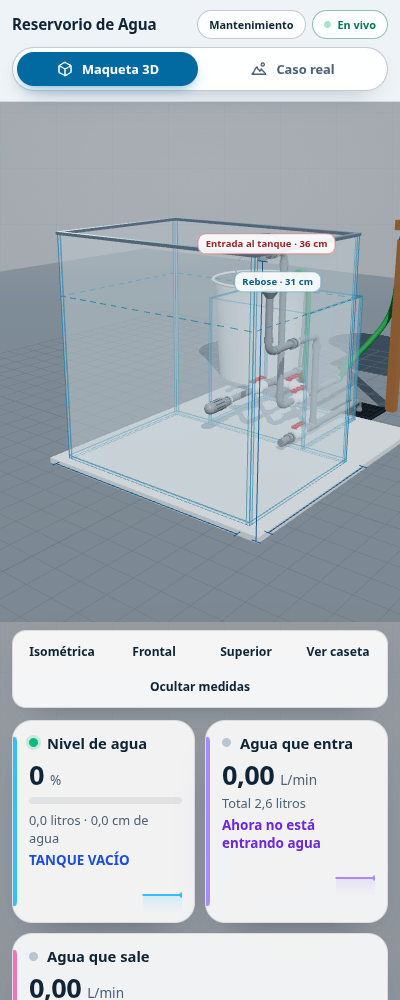 Reservorio de Agua
Mantenimiento
En vivo
Maqueta 3D
Caso real
Entrada al tanque · 36 cm
Rebose · 31 cm
Isométrica
Frontal
Superior
Ver caseta
Ocultar medidas
Nivel de agua
0 %
0,0 litros · 0,0 cm de
agua
TANQUE VACÍO
Agua que entra
0,00 L/min
Total 2,6 litros
Ahora no está
entrando agua
Agua que sale
0,00 L/min